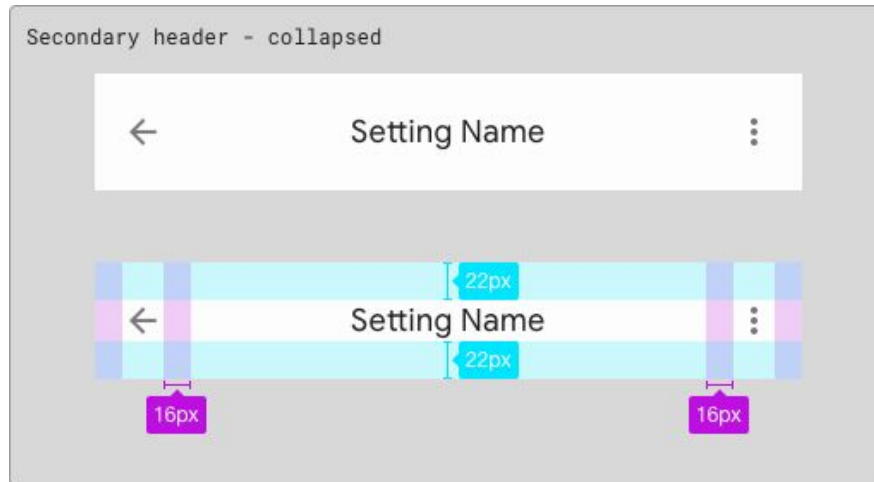 Secondary header - collapsed
Setting Name
22px
Setting Name
22px
16px 16px